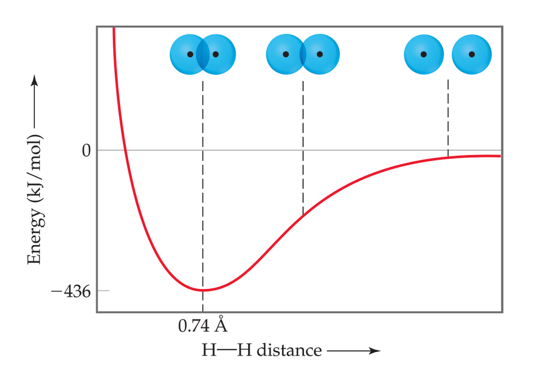 Energy (kJ/mol)
0
−436
0.74 Å
H—H distance